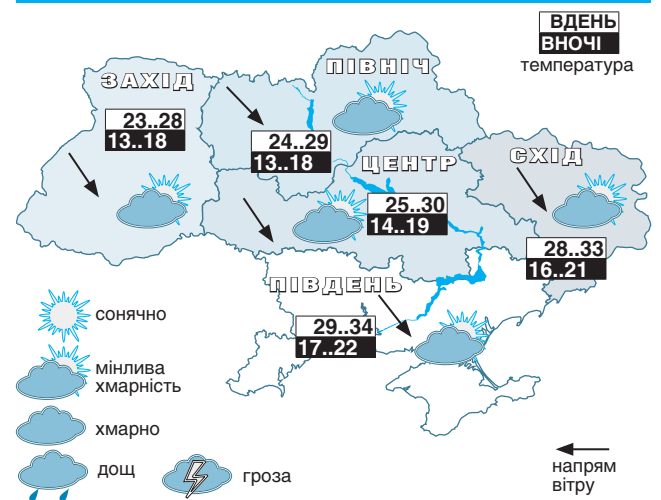 ВДЕНЬ
ВНОЧІ
температура
ПІВНІЧ
ЗАХІД
23..28
13..18
24..29
13..18
ЦЕНТР
СХІД
25..30
14..19
28..33
16..21
ПІВДЕНЬ
29..34
17..22
сонячно
мінлива
хмарність
хмарно
дощ
гроза
напрям
вітру